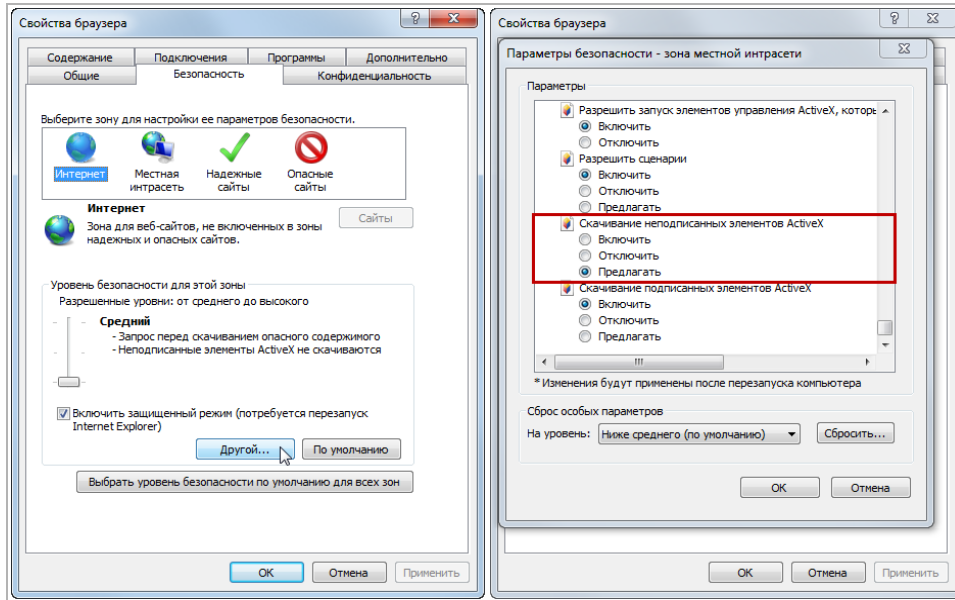 Свойства браузера
Содержание Подключения Программы Дополнительно
Общие Безопасность Конфиденциальность
Выберите зону для настройки ее параметров безопасности.
Интернет Местная интрасеть Надежные сайты Опасные сайты
Интернет
Сайты
Зона для веб-сайтов, не включенных в зоны
надежных и опасных сайтов.
Уровень безопасности для этой зоны
Разрешенные уровни: от среднего до высокого
Средний
- Запрос перед скачиванием опасного содержимого
- Неподписанные элементы ActiveX не скачиваются
Включить защищенный режим (потребуется перезапуск
Internet Explorer)
Другой... По умолчанию
Выбрать уровень безопасности по умолчанию для всех зон
OK Отмена Применить
Свойства браузера
Параметры безопасности - зона местной интрасети
Параметры
Разрешить запуск элементов управления ActiveX, которы
Включить
Отключить
Разрешить сценарии
Включить
Отключить
Предлагать
Скачивание неподписанных элементов ActiveX
Включить
Отключить
Предлагать
Скачивание подписанных элементов ActiveX
Включить
Отключить
Предлагать
* Изменения будут применены после перезапуска компьютера
Сброс особых параметров
На уровень: Ниже среднего (по умолчанию) Сбросить...
OK Отмена
OK Отмена Применить